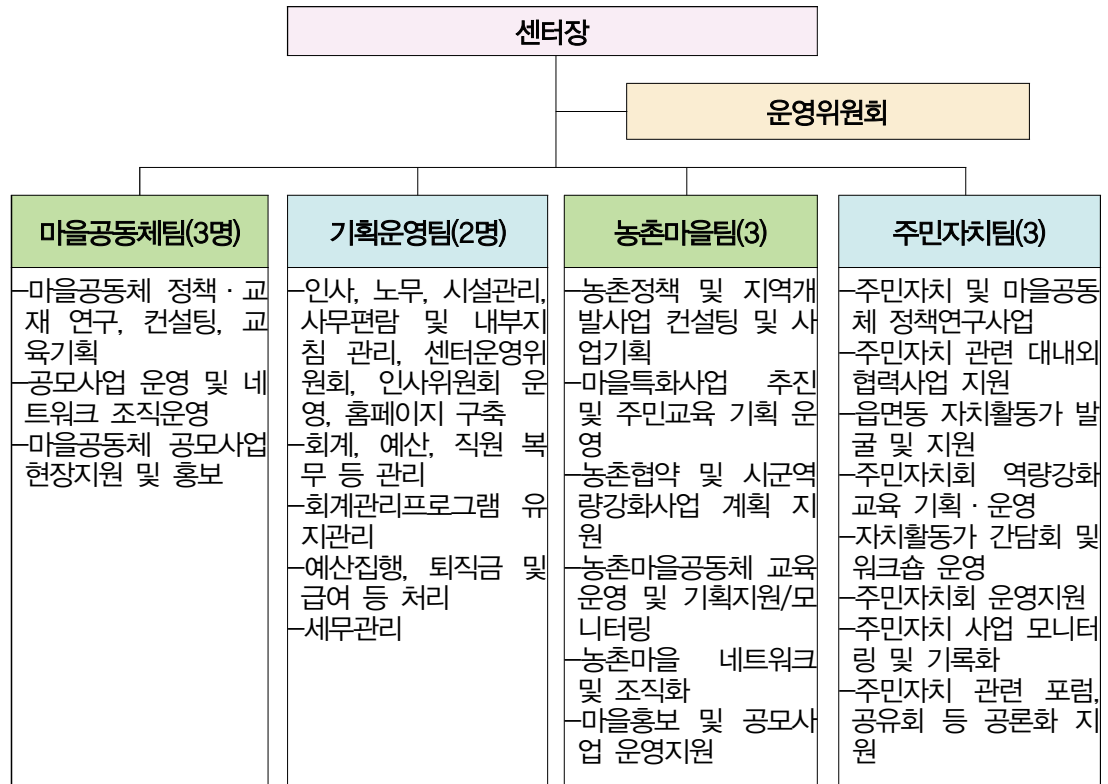 센터장
운영위원회
마을공동체팀(3명)
–마을공동체 정책 · 교
재 연구, 컨설팅, 교
육기획
–공모사업 운영 및 네
트워크 조직운영
–마을공동체 공모사업
현장지원 및 홍보
기획운영팀(2명)
–인사, 노무, 시설관리,
사무편람 및 내부지
침 관리, 센터운영위
원회, 인사위원회 운
영, 홈페이지 구축
–회계, 예산, 직원 복
무 등 관리
–회계관리프로그램 유
지관리
–예산집행, 퇴직금 및
급여 등 처리
–세무관리
농촌마을팀(3)
–농촌정책 및 지역개
발사업 컨설팅 및 사
업기획
–마을특화사업 추진
및 주민교육 기획 운
영
–농촌협약 및 시군역
량강화사업 계획 지
원
–농촌마을공동체 교육
운영 및 기획지원/모
니터링
–농촌마을 네트워크
및 조직화
–마을홍보 및 공모사
업 운영지원
주민자치팀(3)
–주민자치 및 마을공동
체 정책연구사업
–주민자치 관련 대내외
협력사업 지원
–읍면동 자치활동가 발
굴 및 지원
–주민자치회 역량강화
교육 기획 · 운영
–자치활동가 간담회 및
워크숍 운영
–주민자치회 운영지원
–주민자치 사업 모니터
링 및 기록화
–주민자치 관련 포럼,
공유회 등 공론화 지
원